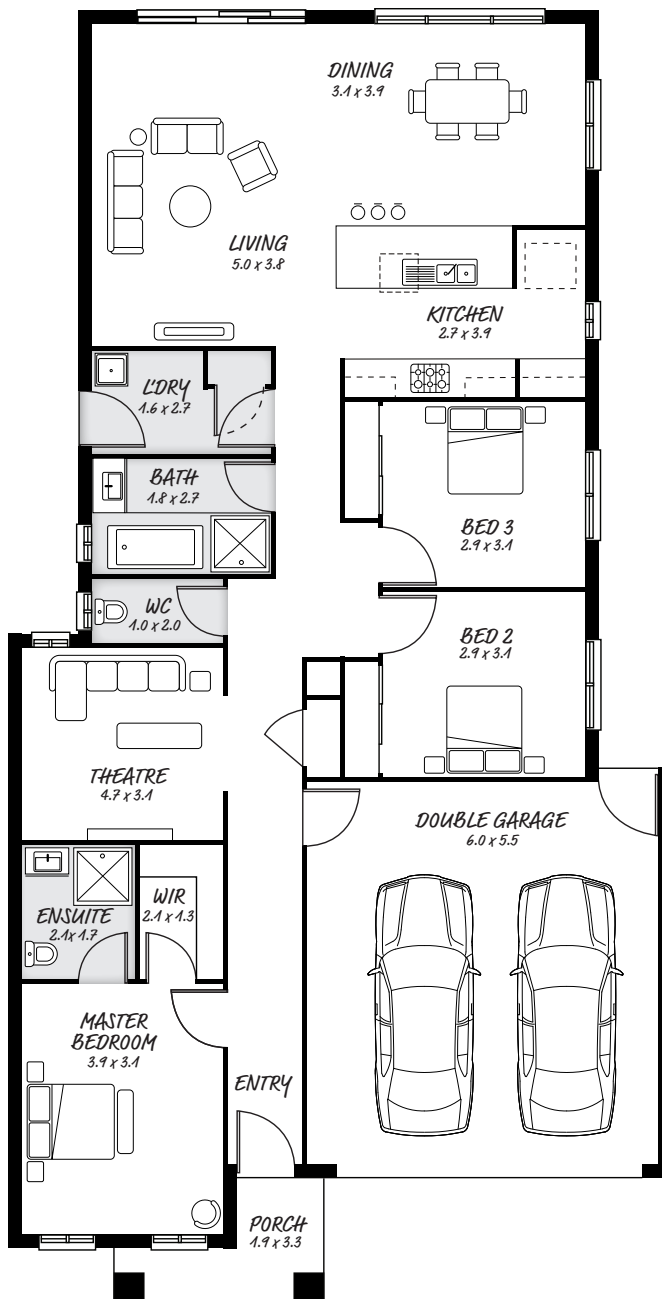 DINING
3.1 x 3.9
LIVING
5.0 x 3.8
KITCHEN
2.7 x 3.9
L'DRY
1.6 x 2.7
BATH
1.8 x 2.7
BED 3
2.9 x 3.1
WC
1.0 x 2.0
BED 2
2.9 x 3.1
THEATRE
4.7 x 3.1
DOUBLE GARAGE
6.0 x 5.5
WIR
2.1 x 1.3
ENSUITE
2.1 x 1.7
MASTER
BEDROOM
3.9 x 3.1
ENTRY
PORCH
1.9 x 3.3